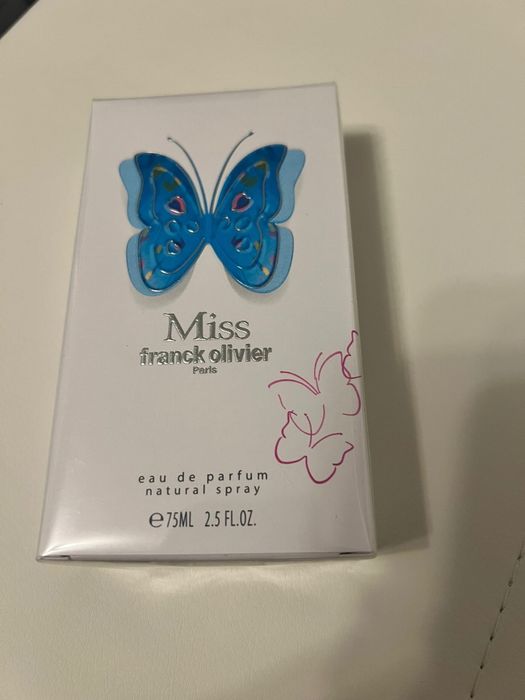 Miss
franck olivier
Paris
eau de parfum
natural spray
℮75ML 2.5 FL.OZ.